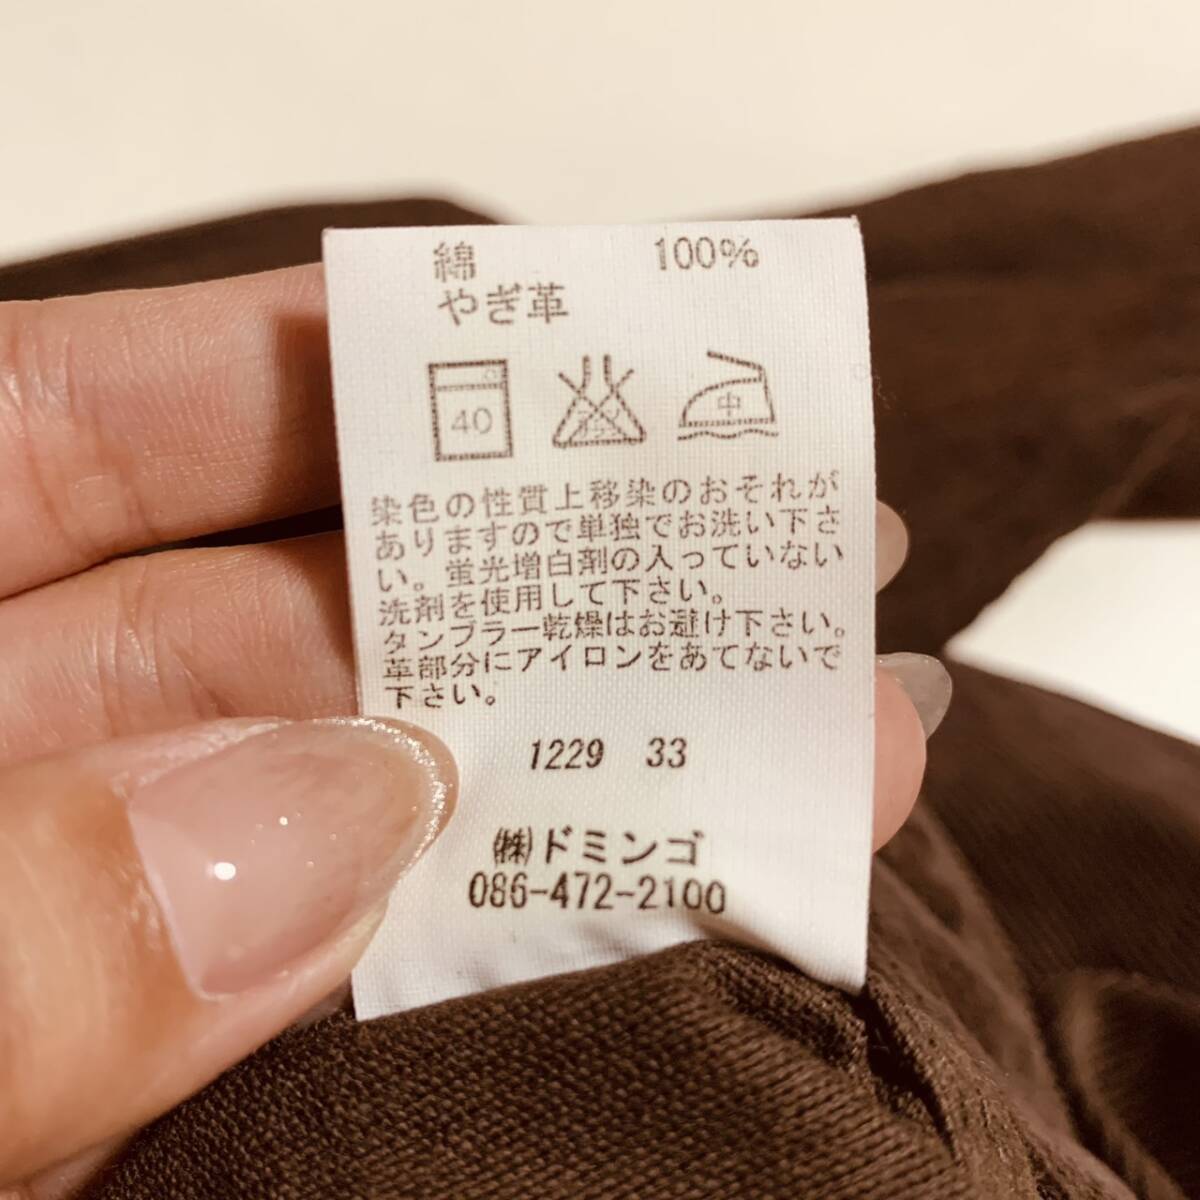 綿 100%
やぎ革
40 中
染色の性質上移染のおそれが
ありますので単独でお洗い下さ
い。蛍光増白剤の入っていない
洗剤を使用して下さい。
タンブラー乾燥はお避け下さい。
革部分にアイロンをあてないで
下さい。
1229 33
㈱ドミンゴ
086-472-2100